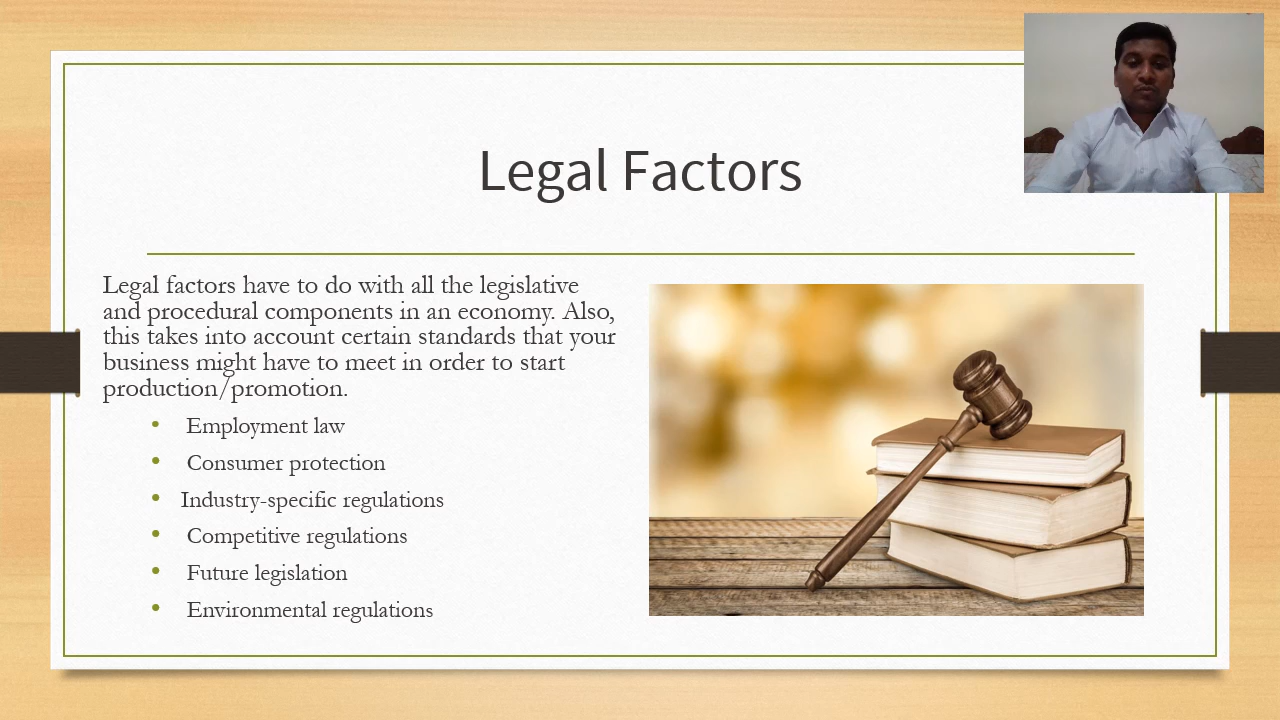 Legal Factors
Legal factors have to do with all the legislative
and procedural components in an economy. Also,
this takes into account certain standards that your
business might have to meet in order to start
production/promotion.
• Employment law
• Consumer protection
• Industry-specific regulations
• Competitive regulations
• Future legislation
• Environmental regulations